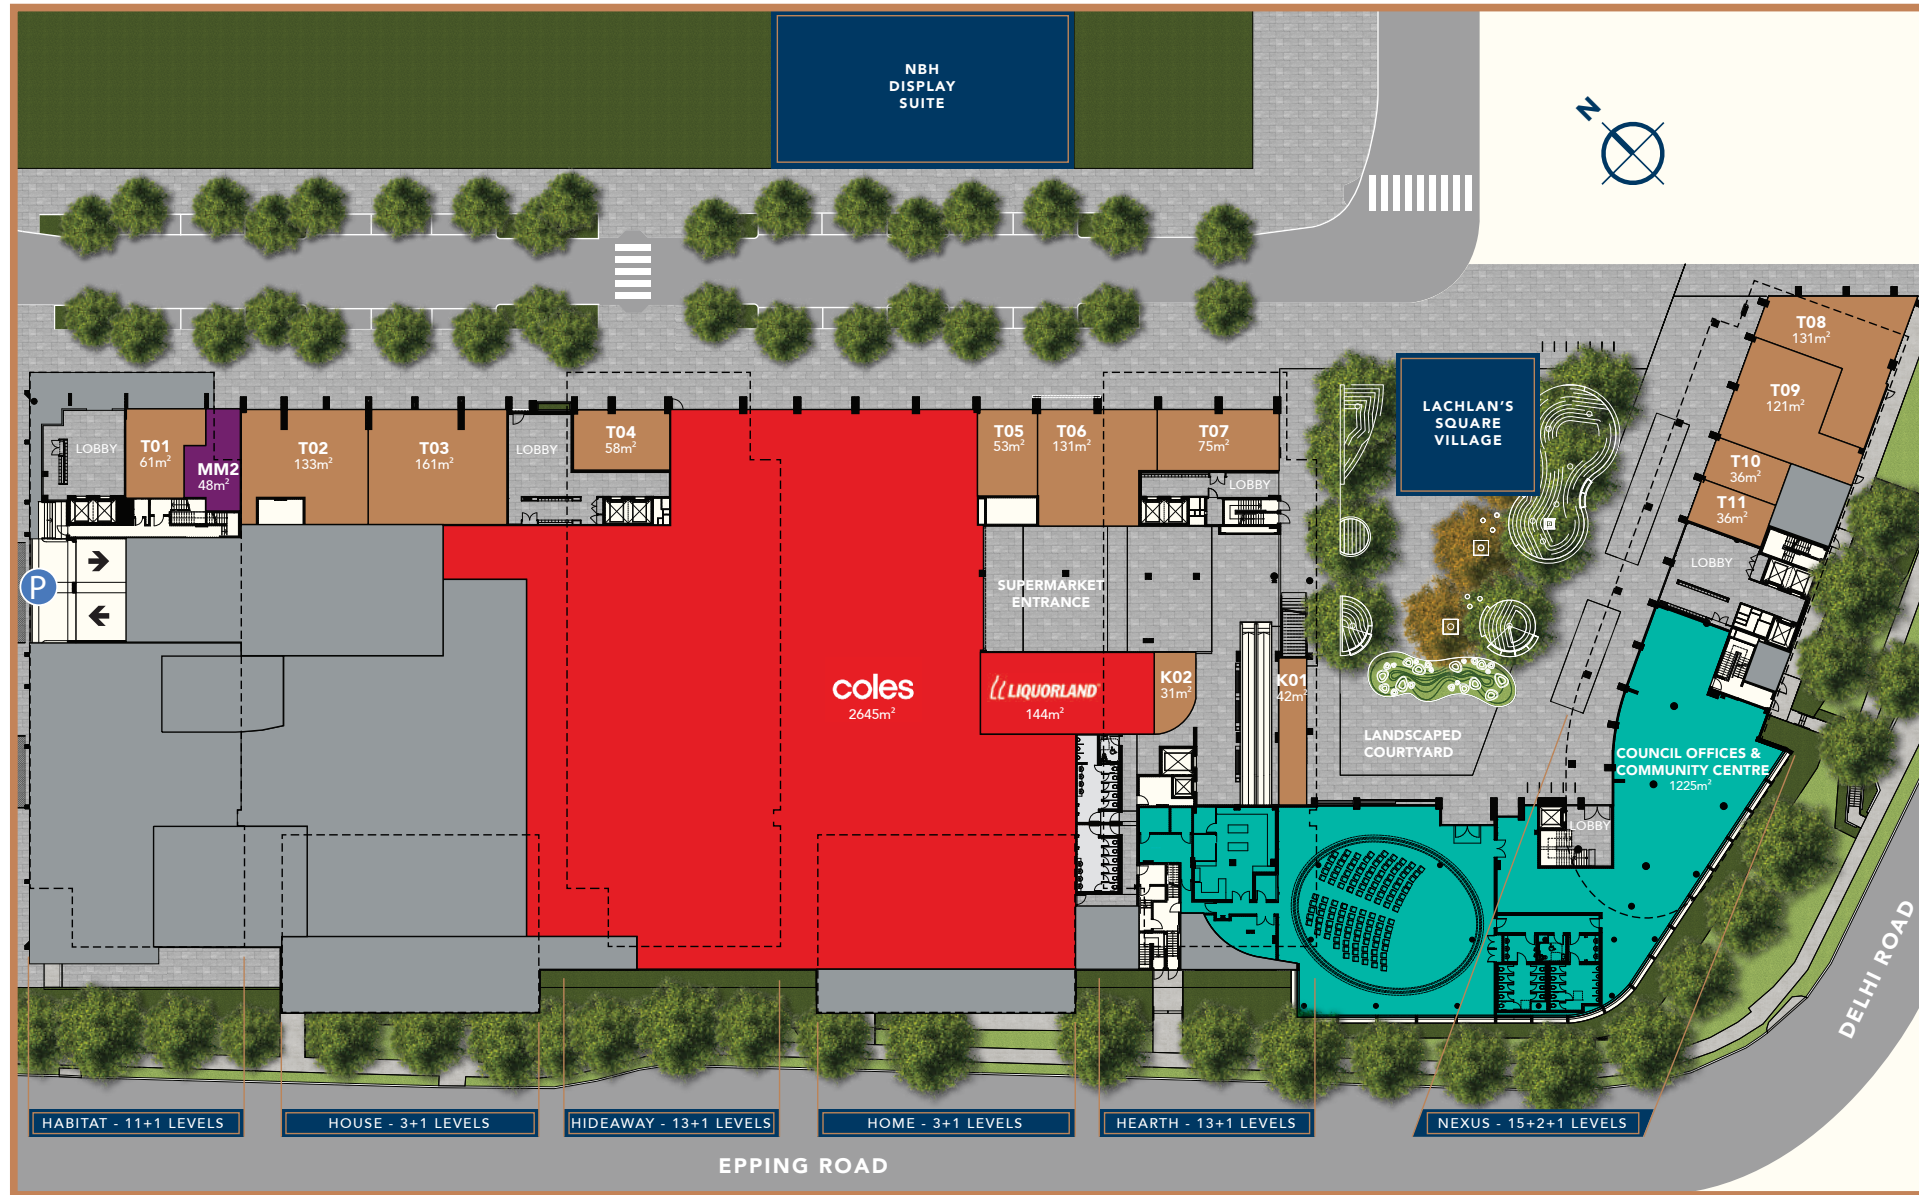 NBH
DISPLAY
SUITE
N
T08
131m²
T09
121m²
T10
36m²
T11
36m²
LOBBY
LACHLAN'S
SQUARE
VILLAGE
LOBBY
T01
61m²
MM2
48m²
T02
133m²
T03
161m²
LOBBY
T04
58m²
T05
53m²
T06
131m²
T07
75m²
LOBBY
P
SUPERMARKET
ENTRANCE
coles
2645m²
LIQUORLAND
144m²
K02
31m²
K01
42m²
LANDSCAPED
COURTYARD
COUNCIL OFFICES &
COMMUNITY CENTRE
1225m²
LOBBY
DELHI ROAD
HABITAT - 11+1 LEVELS
HOUSE - 3+1 LEVELS
HIDEAWAY - 13+1 LEVELS
HOME - 3+1 LEVELS
HEARTH - 13+1 LEVELS
NEXUS - 15+2+1 LEVELS
EPPING ROAD